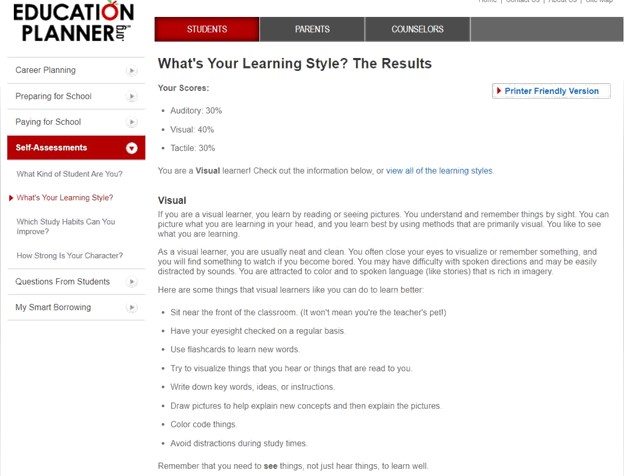 Home | Contact Us | About Us | Site Map
EDUCATION
PLANNER.org
STUDENTS
PARENTS
COUNSELORS
Career Planning
Preparing for School
Paying for School
Self-Assessments
What Kind of Student Are You?
What's Your Learning Style?
Which Study Habits Can You
Improve?
How Strong Is Your Character?
Questions From Students
My Smart Borrowing
What's Your Learning Style? The Results
Your Scores:
Printer Friendly Version
• Auditory: 30%
• Visual: 40%
• Tactile: 30%
You are a Visual learner! Check out the information below, or view all of the learning styles.
Visual
If you are a visual learner, you learn by reading or seeing pictures. You understand and remember things by sight. You can
picture what you are learning in your head, and you learn best by using methods that are primarily visual. You like to see
what you are learning.
As a visual learner, you are usually neat and clean. You often close your eyes to visualize or remember something, and
you will find something to watch if you become bored. You may have difficulty with spoken directions and may be easily
distracted by sounds. You are attracted to color and to spoken language (like stories) that is rich in imagery.
Here are some things that visual learners like you can do to learn better:
• Sit near the front of the classroom. (It won't mean you're the teacher's pet!)
• Have your eyesight checked on a regular basis.
• Use flashcards to learn new words.
• Try to visualize things that you hear or things that are read to you.
• Write down key words, ideas, or instructions.
• Draw pictures to help explain new concepts and then explain the pictures.
• Color code things.
• Avoid distractions during study times.
Remember that you need to see things, not just hear things, to learn well.